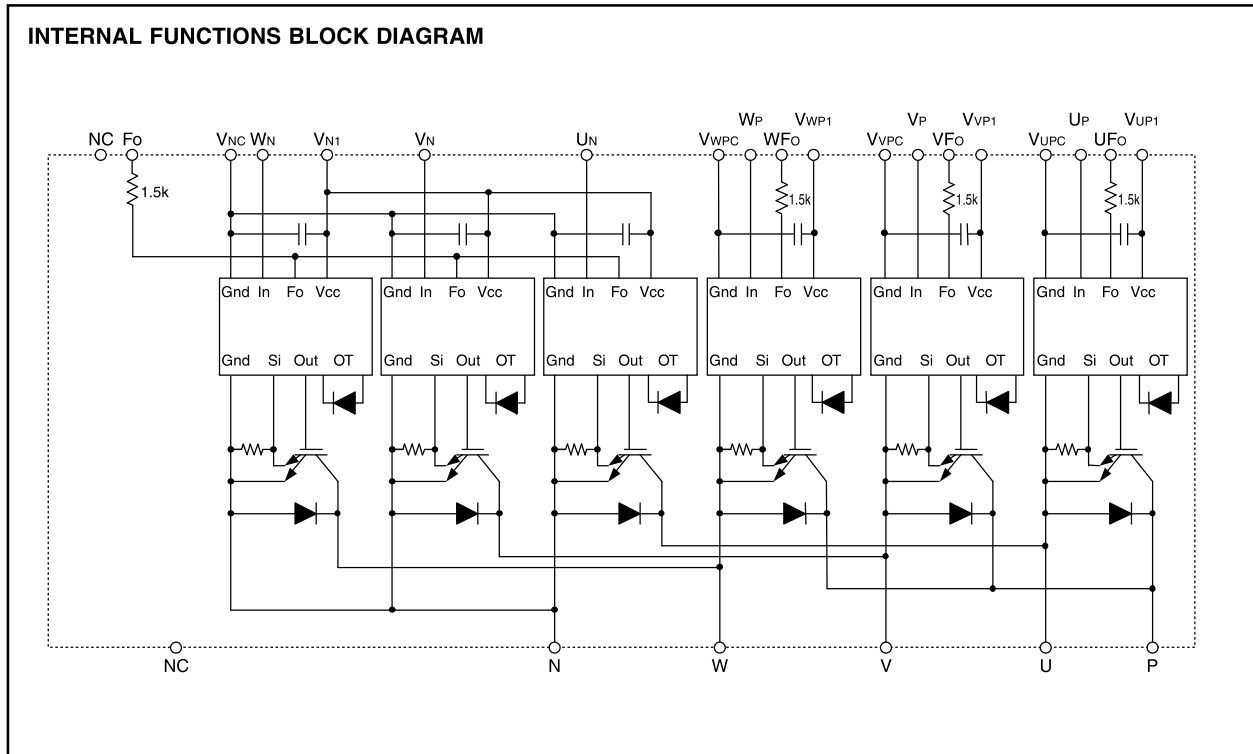 INTERNAL FUNCTIONS BLOCK DIAGRAM
WP VWP1 VP VVP1 UP VUP1
NC FO VNC WN VN1 VN UN VWPC WFO VVPC VFO VUPC UFO
1.5k 1.5k 1.5k 1.5k
Gnd In Fo Vcc Gnd In Fo Vcc Gnd In Fo Vcc Gnd In Fo Vcc Gnd In Fo Vcc Gnd In Fo Vcc
Gnd Si Out OT Gnd Si Out OT Gnd Si Out OT Gnd Si Out OT Gnd Si Out OT Gnd Si Out OT
NC N W V U P